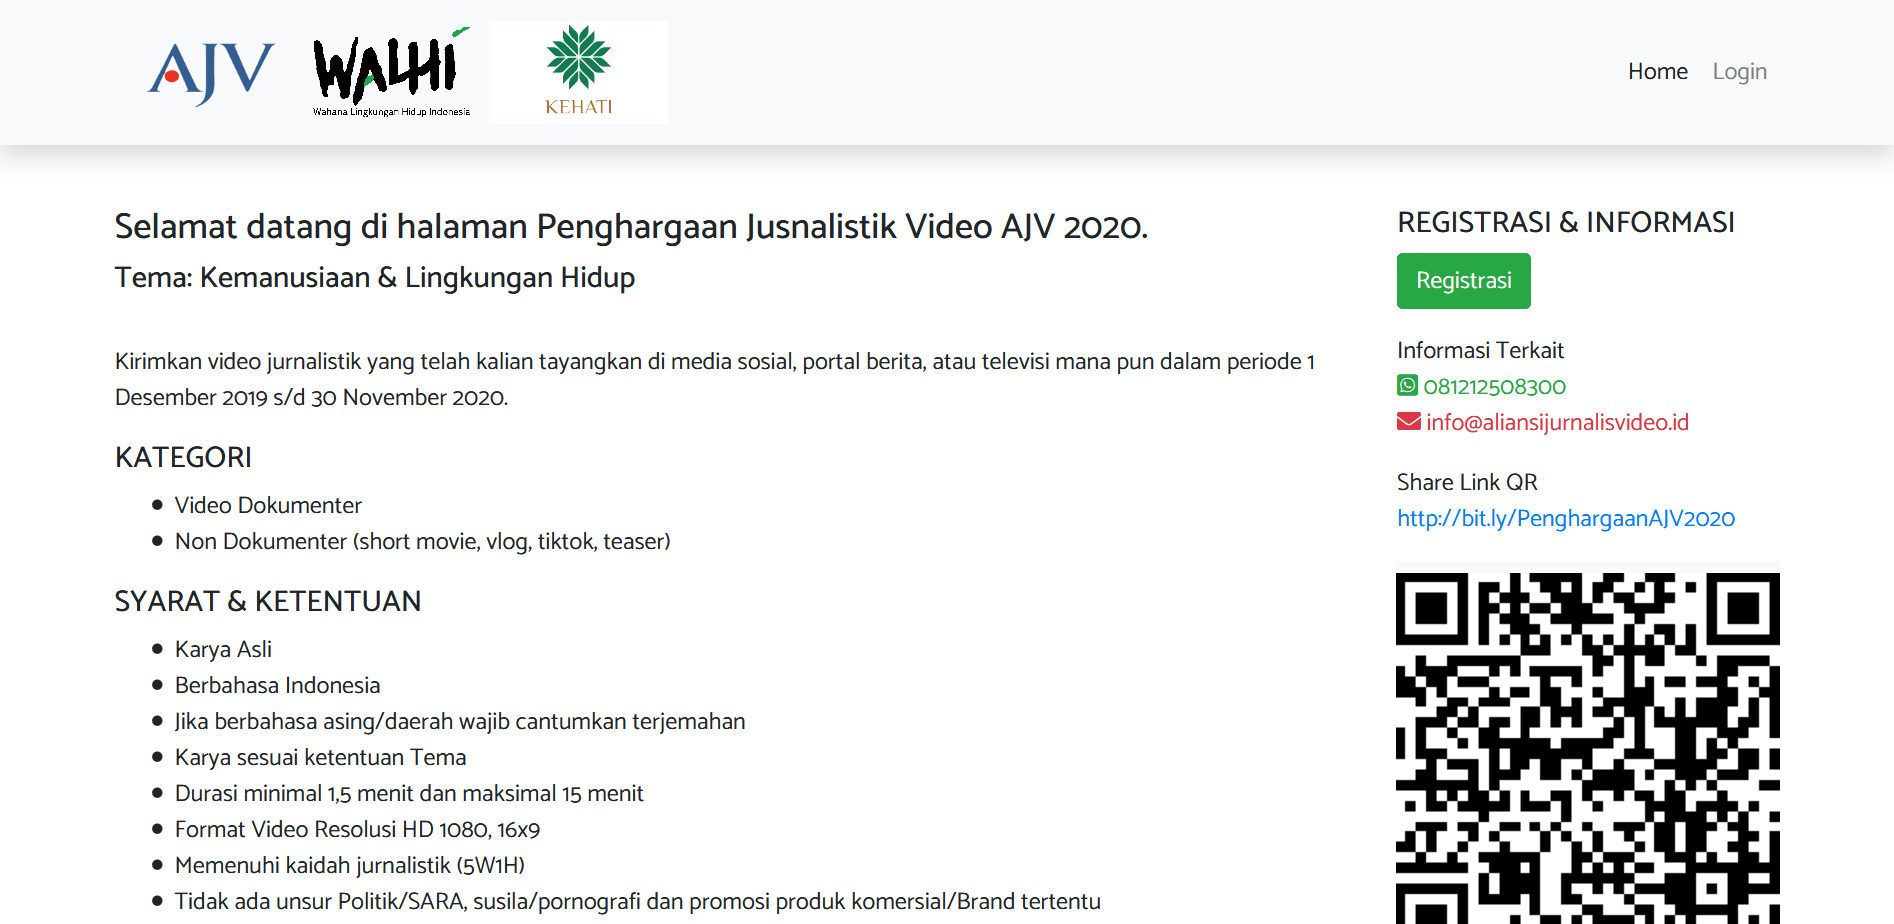 AJV
WALHI
Wahana Lingkungan Hidup Indonesia
KEHATI
Home
Login
Selamat datang di halaman Penghargaan Jusnalistik Video AJV 2020.
Tema: Kemanusiaan & Lingkungan Hidup
Kirimkan video jurnalistik yang telah kalian tayangkan di media sosial, portal berita, atau televisi mana pun dalam periode 1
Desember 2019 s/d 30 November 2020.
KATEGORI
Video Dokumenter
Non Dokumenter (short movie, vlog, tiktok, teaser)
SYARAT & KETENTUAN
Karya Asli
Berbahasa Indonesia
Jika berbahasa asing/daerah wajib cantumkan terjemahan
Karya sesuai ketentuan Tema
Durasi minimal 1,5 menit dan maksimal 15 menit
Format Video Resolusi HD 1080, 16x9
Memenuhi kaidah jurnalistik (5W1H)
Tidak ada unsur Politik/SARA, susila/pornografi dan promosi produk komersial/Brand tertentu
REGISTRASI & INFORMASI
Registrasi
Informasi Terkait
081212508300
info@aliansijurnalisvideo.id
Share Link QR
http://bit.ly/PenghargaanAJV2020